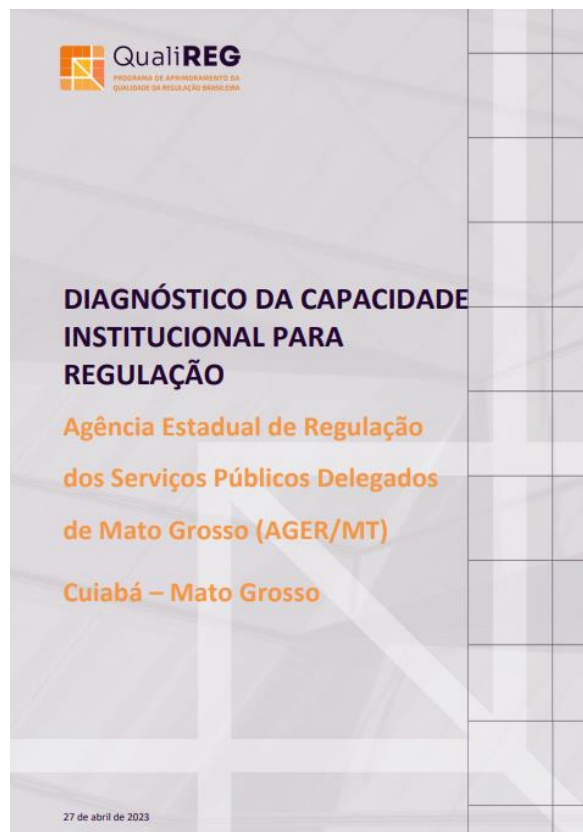 QualiREG
PROGRAMA DE APRIMORAMENTO DA
QUALIDADE DA REGULAÇÃO BRASILEIRA
DIAGNÓSTICO DA CAPACIDADE
INSTITUCIONAL PARA
REGULAÇÃO
Agência Estadual de Regulação
dos Serviços Públicos Delegados
de Mato Grosso (AGER/MT)
Cuiabá – Mato Grosso
27 de abril de 2023